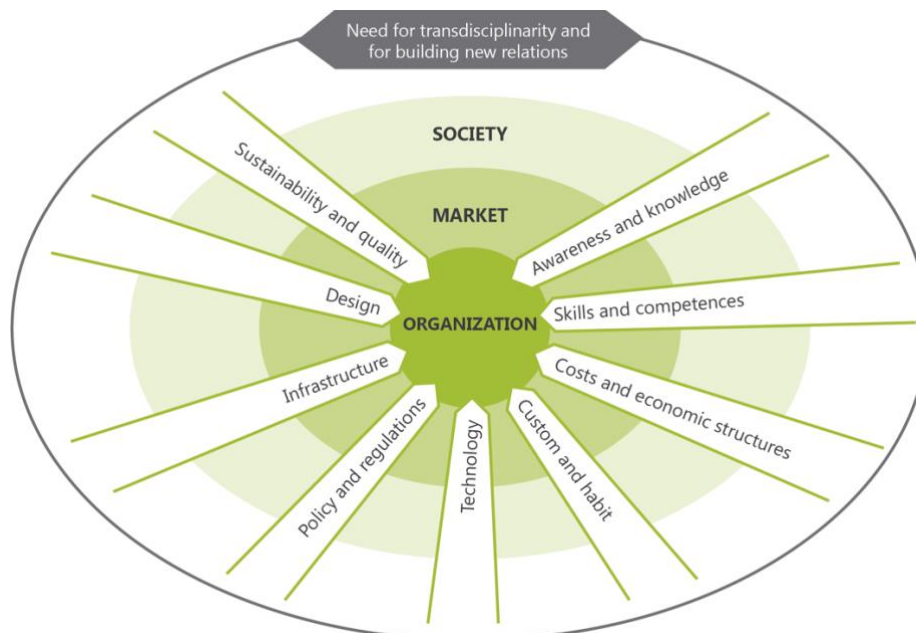 Need for transdisciplinarity and
for building new relations
SOCIETY
MARKET
ORGANIZATION
Sustainability and quality
Design
Infrastructure
Policy and regulations
Technology
Custom and habit
Costs and economic structures
Skills and competences
Awareness and knowledge